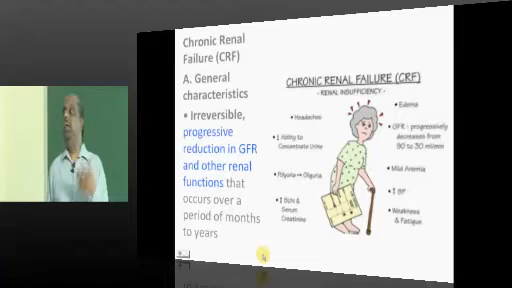 Chronic Renal
Failure (CRF)
A. General
characteristics
▪ Irreversible,
progressive
reduction in GFR
and other renal
functions that
occurs over a
period of months
to years
CHRONIC RENAL FAILURE (CRF)
- RENAL INSUFFICIENCY -
• Headaches
• ↓ Ability to
Concentrate Urine
• Polyuria → Oliguria
• ↑ BUN &
Serum
Creatinine
• Edema
• GFR : progressively
decreases from
90 to 30 ml/min
• Mild Anemia
• ↑ BP
• Weakness
& Fatigue